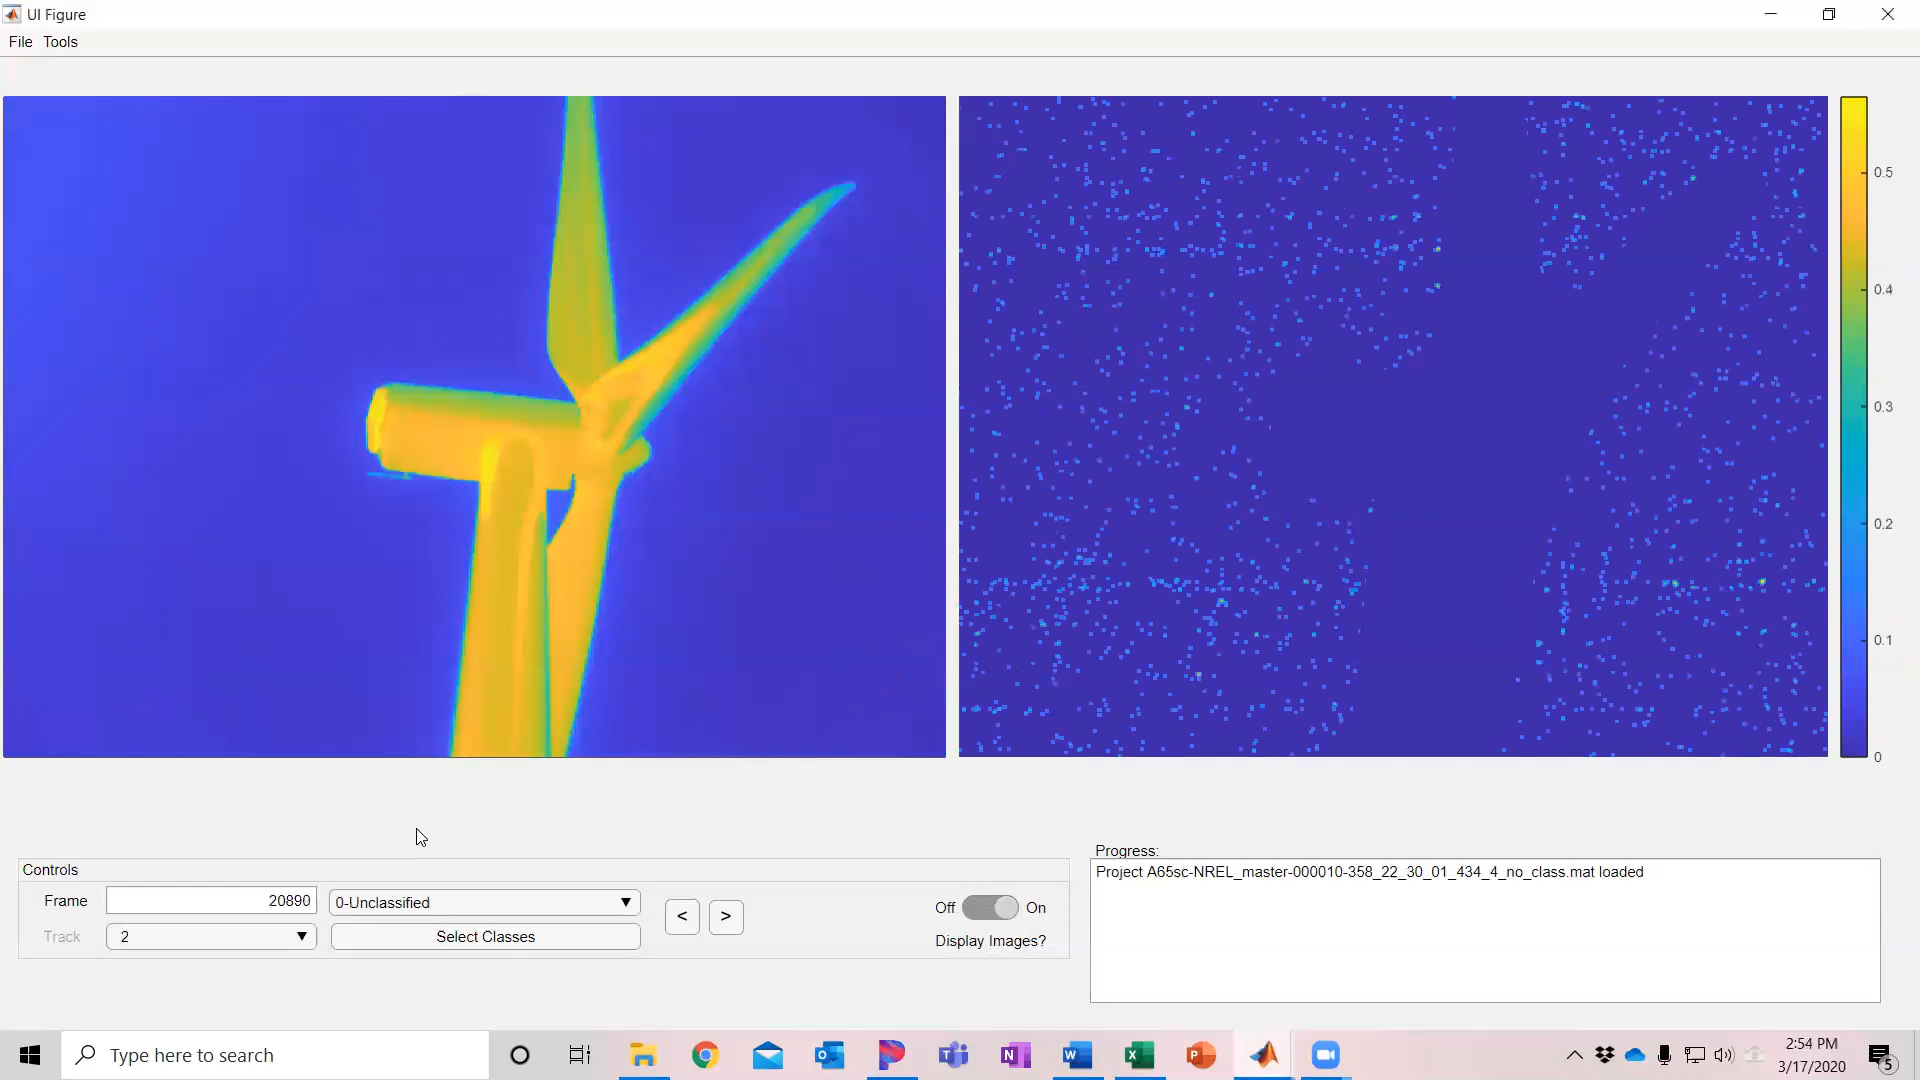 UI Figure
File Tools
0.5
0.4
0.3
0.2
0.1
0
Controls
Frame 20890 0-Unclassified
Track 2 Select Classes
< >
Off On
Display Images?
Progress:
Project A65sc-NREL_master-000010-358_22_30_01_434_4_no_class.mat loaded
Type here to search
2:54 PM
3/17/2020
5